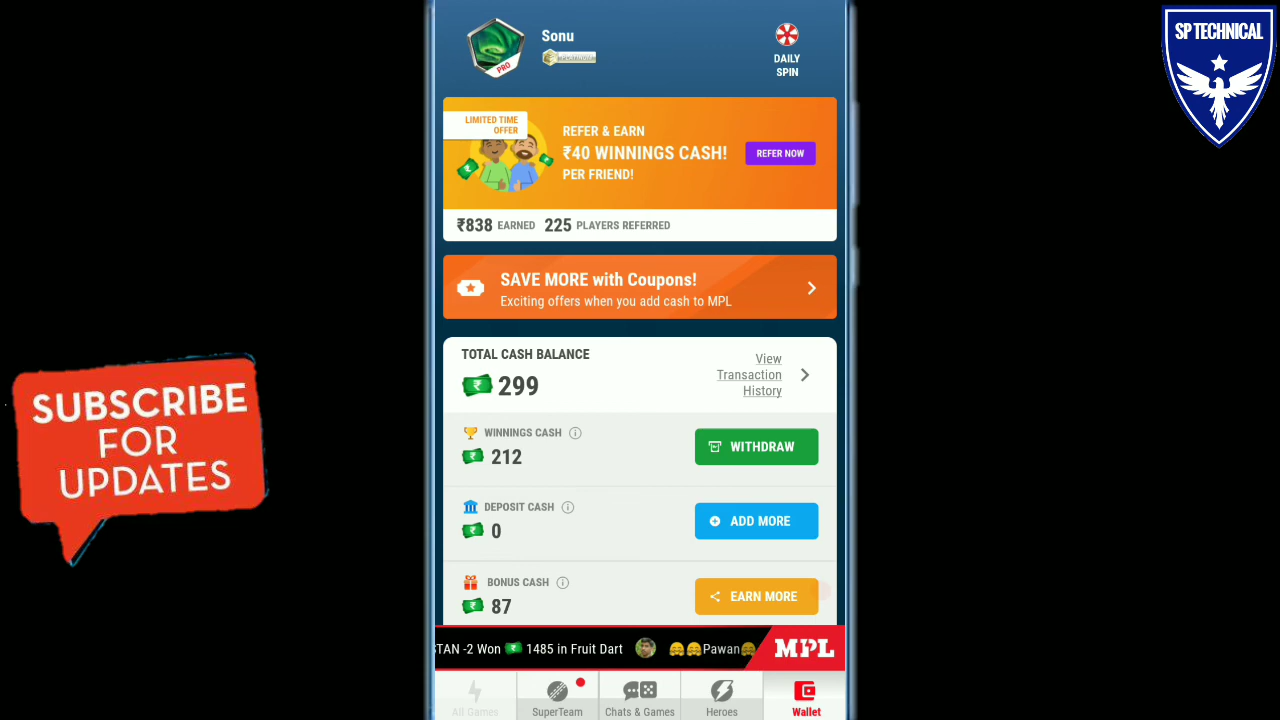 SP TECHNICAL
Sonu
PRO
DAILY
SPIN
LIMITED TIME
OFFER
REFER & EARN
₹40 WINNINGS CASH!
PER FRIEND!
REFER NOW
₹838 EARNED 225 PLAYERS REFERRED
SAVE MORE with Coupons!
Exciting offers when you add cash to MPL
TOTAL CASH BALANCE
299
View
Transaction
History
WINNINGS CASH
212
WITHDRAW
DEPOSIT CASH
0
ADD MORE
BONUS CASH
87
EARN MORE
TAN -2 Won 1485 in Fruit Dart Pawan
MPL
All Games SuperTeam Chats & Games Heroes Wallet
SUBSCRIBE
FOR
UPDATES